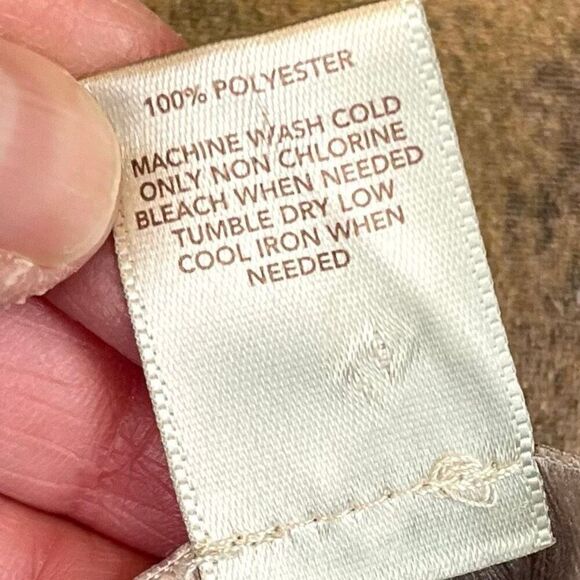 100% POLYESTER
MACHINE WASH COLD
ONLY NON CHLORINE
BLEACH WHEN NEEDED
TUMBLE DRY LOW
COOL IRON WHEN
NEEDED